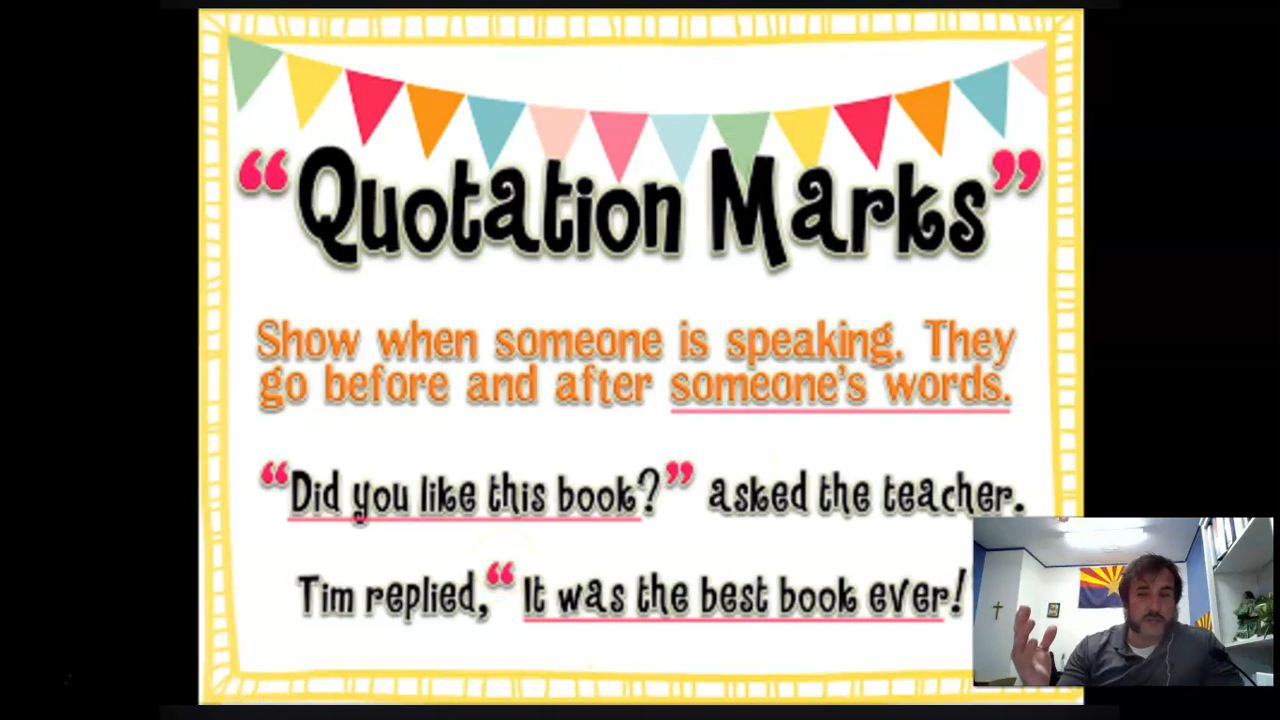 “Quotation Marks”
Show when someone is speaking. They
go before and after someone’s words.
“Did you like this book?” asked the teacher.
Tim replied,“ It was the best book ever!